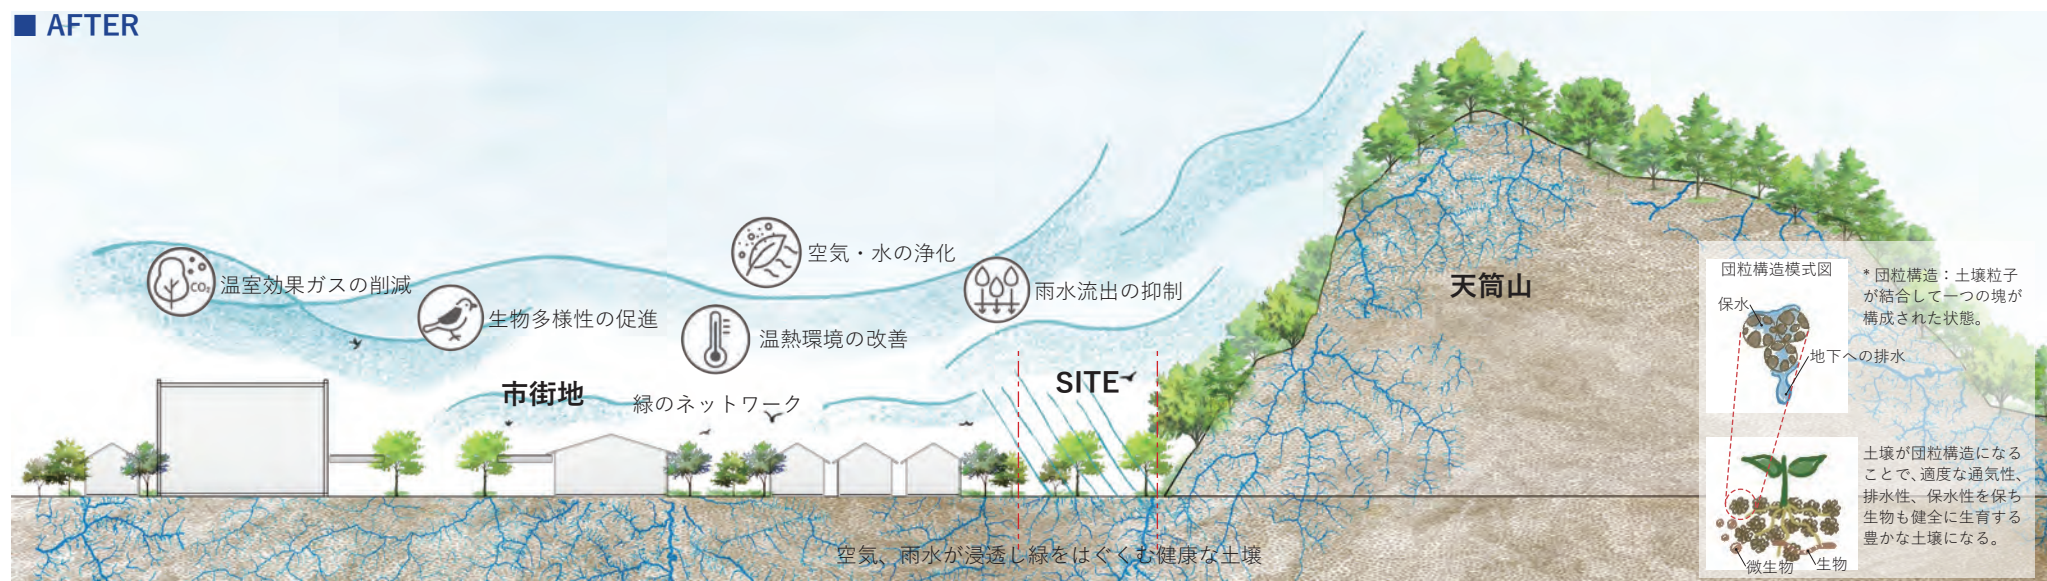 ■ AFTER
空気・水の浄化
温室効果ガスの削減
雨水流出の抑制
生物多様性の促進
温熱環境の改善
天筒山
市街地
緑のネットワーク
SITE
空気、雨水が浸透し緑をはぐくむ健康な土壌
団粒構造模式図
保水
地下への排水
* 団粒構造：土壌粒子
が結合して一つの塊が
構成された状態。
土壌が団粒構造になる
ことで、適度な通気性、
排水性、保水性を保ち
生物も健全に生育する
豊かな土壌になる。
微生物
生物
CO₂